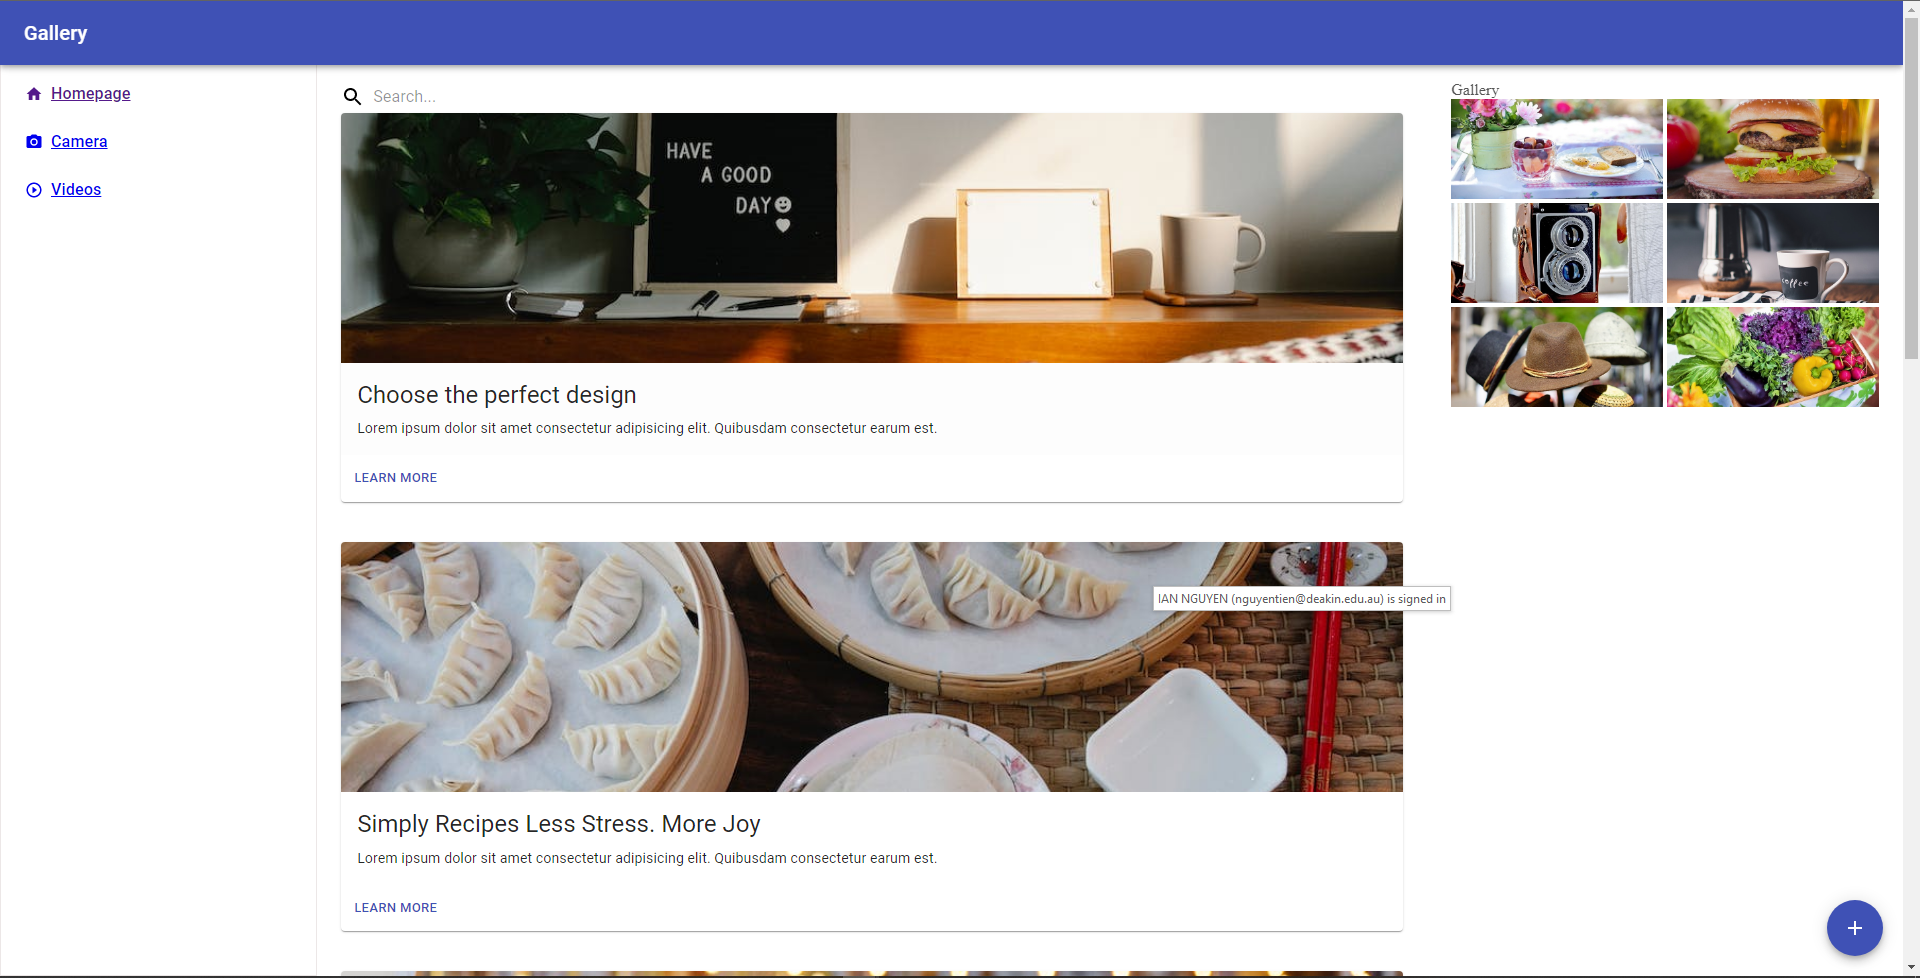 Gallery
Homepage
Camera
Videos
Search...
HAVE
A GOOD
DAY
Choose the perfect design
Lorem ipsum dolor sit amet consectetur adipisicing elit. Quibusdam consectetur earum est.
LEARN MORE
IAN NGUYEN (nguyentien@deakin.edu.au) is signed in
Simply Recipes Less Stress. More Joy
Lorem ipsum dolor sit amet consectetur adipisicing elit. Quibusdam consectetur earum est.
LEARN MORE
Gallery
coffee